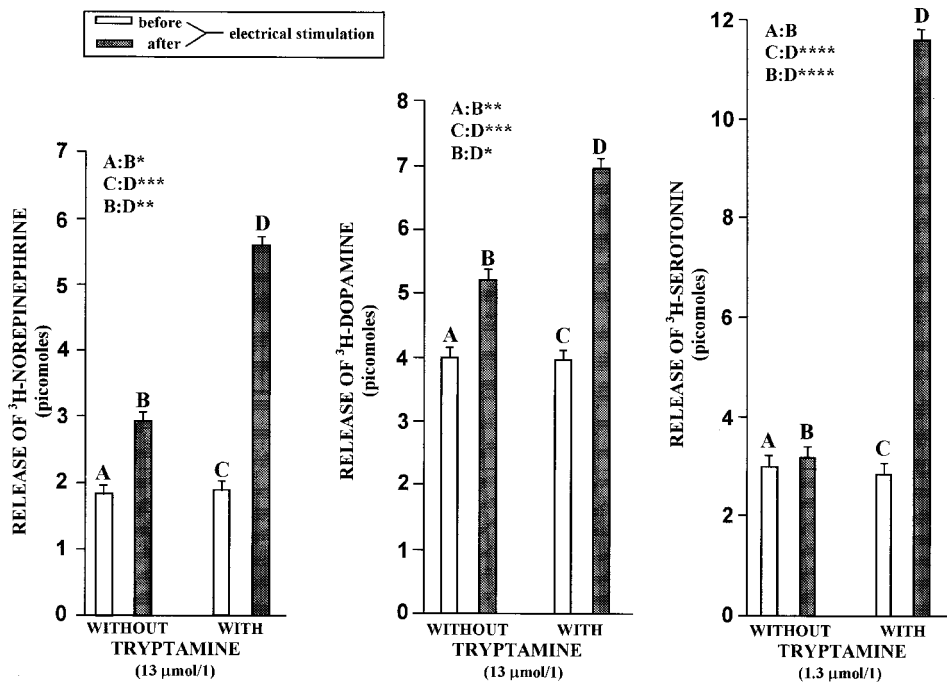 before
after
electrical stimulation
RELEASE OF ³H-NOREPINEPHRINE
(picomoles)
7
6
5
4
3
2
1
0
A:B*
C:D***
B:D**
A
B
C
D
WITHOUT WITH
TRYPTAMINE
(13 µmol/1)
RELEASE OF ³H-DOPAMINE
(picomoles)
8
7
6
5
4
3
2
1
0
A:B**
C:D***
B:D*
A
B
C
D
WITHOUT WITH
TRYPTAMINE
(13 µmol/1)
RELEASE OF ³H-SEROTONIN
(picomoles)
12
10
8
6
4
2
0
A:B
C:D****
B:D****
A
B
C
D
WITHOUT WITH
TRYPTAMINE
(1.3 µmol/1)